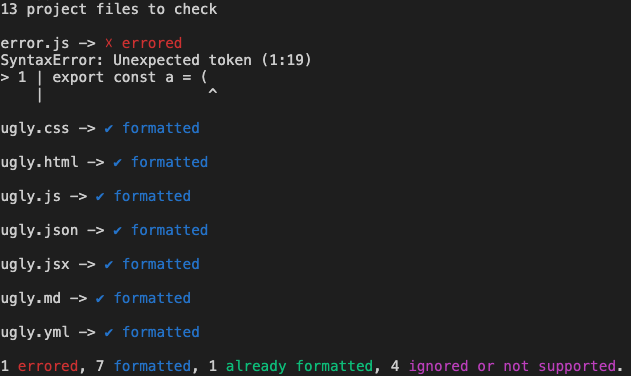 13 project files to check
error.js -> ✗ errored
SyntaxError: Unexpected token (1:19)
> 1 | export const a = (
    |                   ^
ugly.css -> ✔ formatted
ugly.html -> ✔ formatted
ugly.js -> ✔ formatted
ugly.json -> ✔ formatted
ugly.jsx -> ✔ formatted
ugly.md -> ✔ formatted
ugly.yml -> ✔ formatted
1 errored, 7 formatted, 1 already formatted, 4 ignored or not supported.